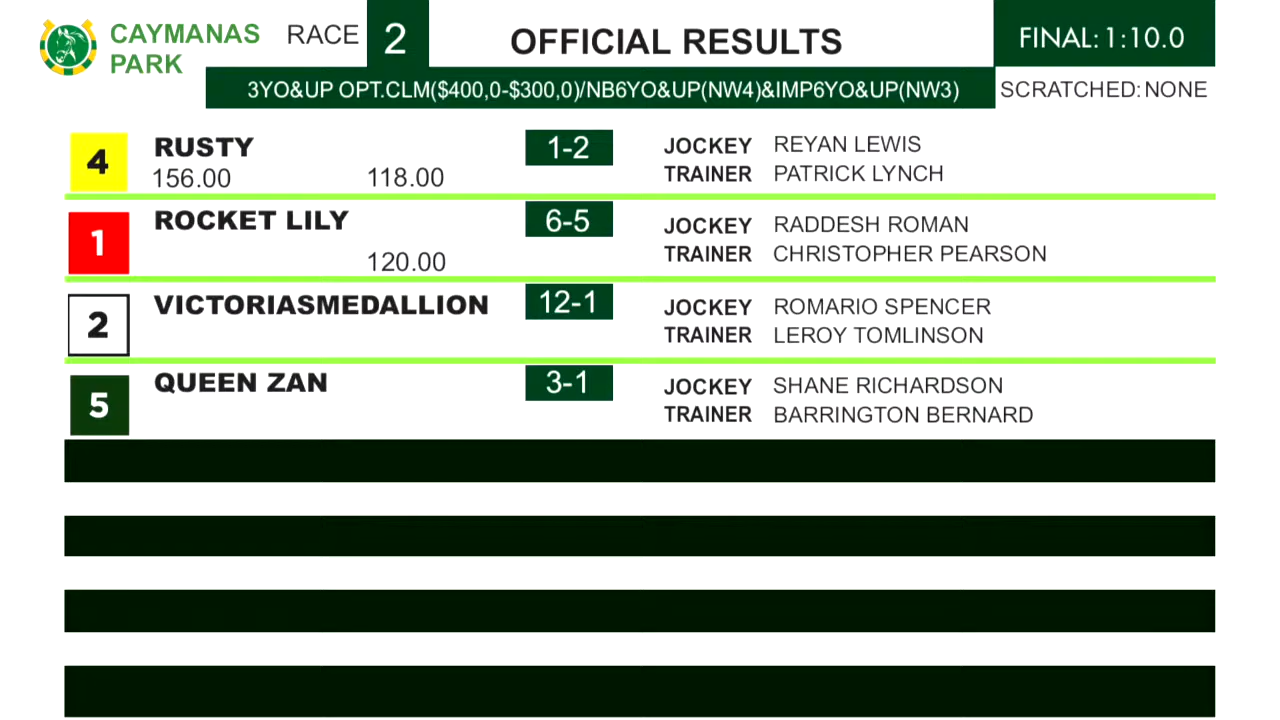 CAYMANAS PARK
RACE 2
OFFICIAL RESULTS
FINAL: 1:10.0
3YO&UP OPT.CLM($400,0-$300,0)/NB6YO&UP(NW4)&IMP6YO&UP(NW3)
SCRATCHED: NONE
4 RUSTY 1-2 JOCKEY REYAN LEWIS
156.00 118.00 TRAINER PATRICK LYNCH
1 ROCKET LILY 6-5 JOCKEY RADDESH ROMAN
120.00 TRAINER CHRISTOPHER PEARSON
2 VICTORIASMEDALLION 12-1 JOCKEY ROMARIO SPENCER
TRAINER LEROY TOMLINSON
5 QUEEN ZAN 3-1 JOCKEY SHANE RICHARDSON
TRAINER BARRINGTON BERNARD